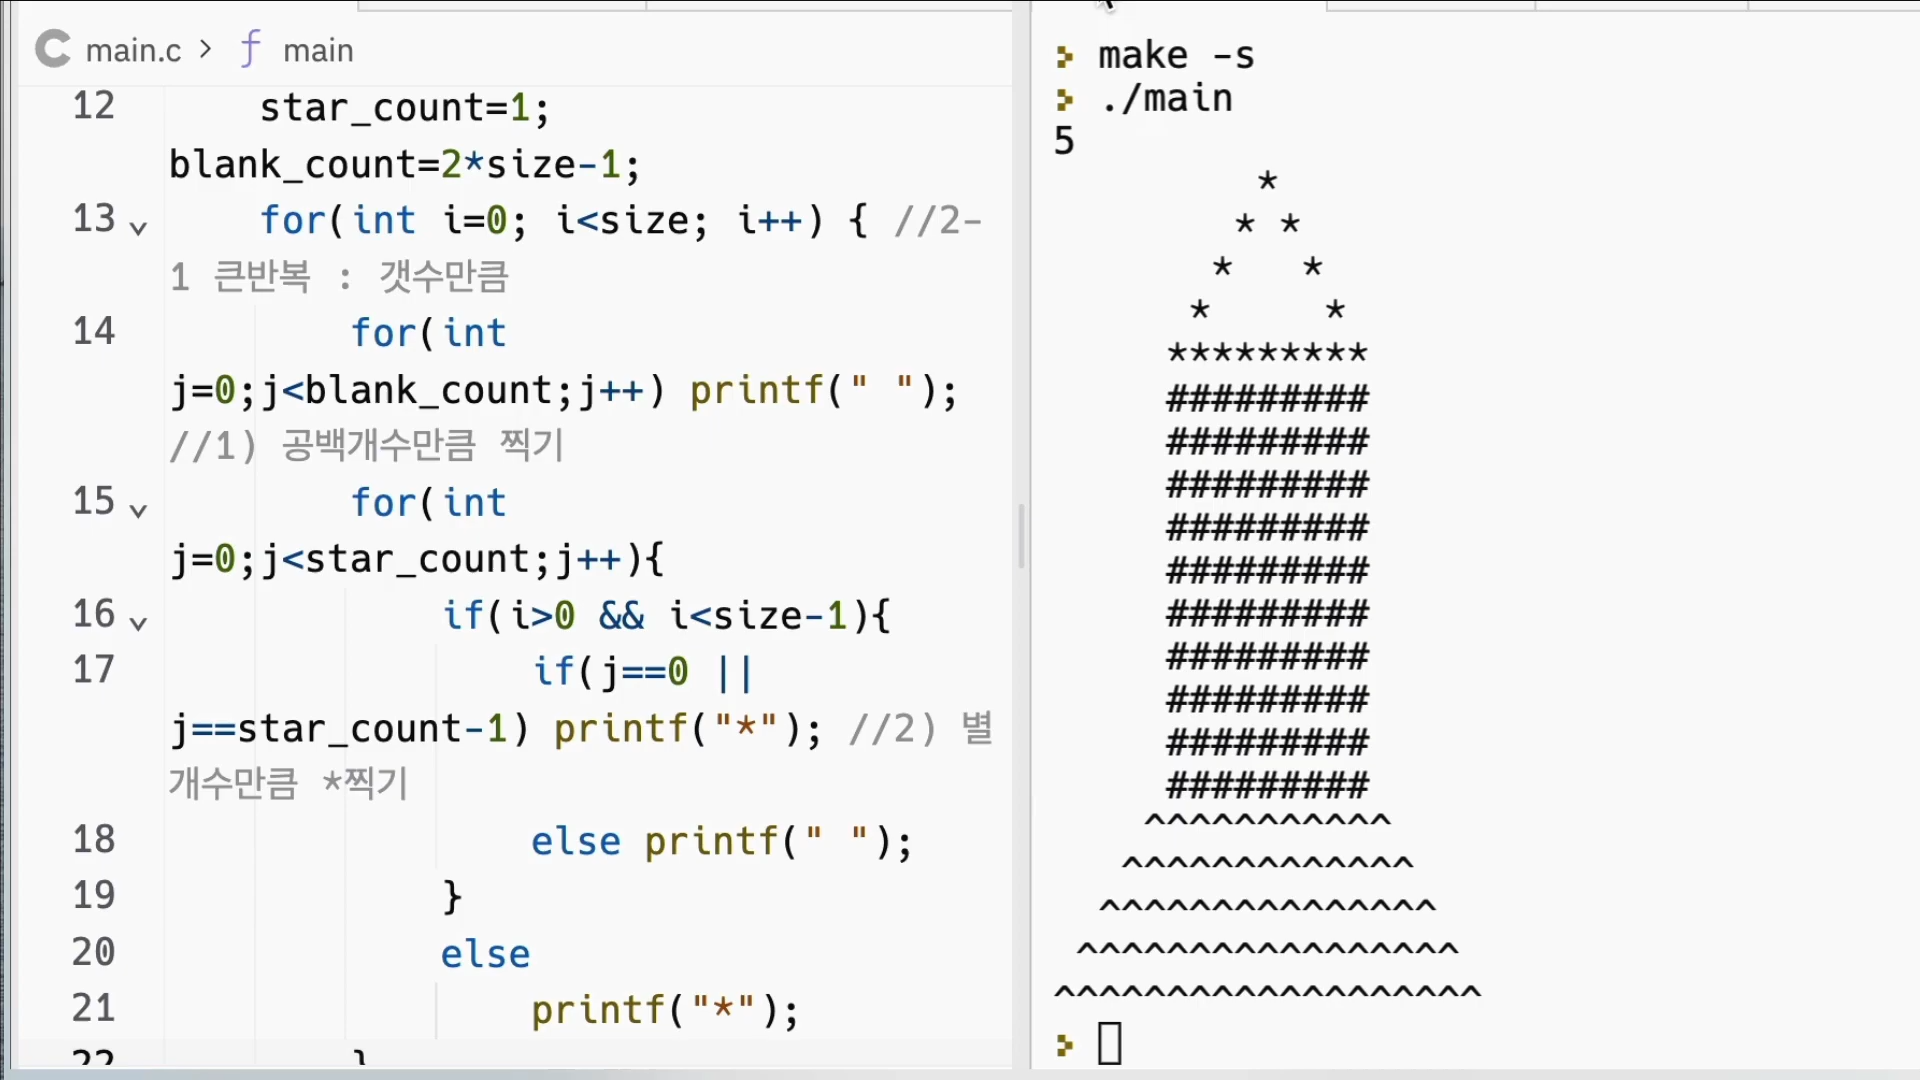 main.c > ƒ main
12 star_count=1;
blank_count=2*size-1;
13 for(int i=0; i<size; i++) { //2-
1 큰반복 : 갯수만큼
14 for(int
j=0;j<blank_count;j++) printf(" ");
//1) 공백개수만큼 찍기
15 for(int
j=0;j<star_count;j++){
16 if(i>0 && i<size-1){
17 if(j==0 ||
j==star_count-1) printf("*"); //2) 별
개수만큼 *찍기
18 else printf(" ");
19 }
20 else
21 printf("*");
22 }
make -s
./main
5
         *
        * *
       *   *
      *     *
     *********
     #########
     #########
     #########
     #########
     #########
     #########
     #########
     #########
     #########
     #########
    ^^^^^^^^^^^
   ^^^^^^^^^^^^^
  ^^^^^^^^^^^^^^^
 ^^^^^^^^^^^^^^^^^
^^^^^^^^^^^^^^^^^^^